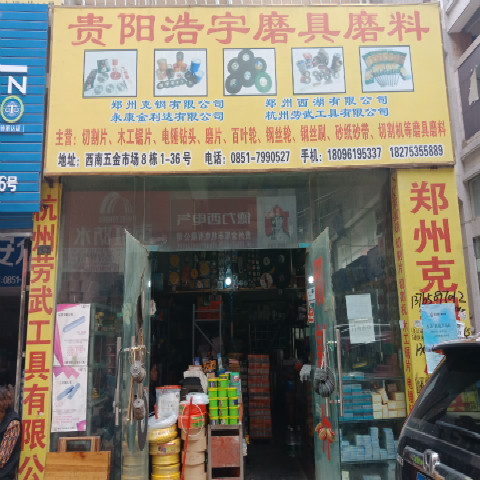 贵阳浩宇磨具磨料
郑州克钢有限公司
郑州西湖有限公司
永康金利达有限公司
杭州劳武工具有限公司
主营：切割片、木工锯片、电锤钻头、磨片、百叶轮、钢丝轮、钢丝刷、砂纸砂带、切割机等磨具磨料
地址：西南五金市场8栋1-36号
电话：0851-7990527
手机：18096195337 18275355889
杭州劳武工具有限公
郑州克
德力西电气
N
6号